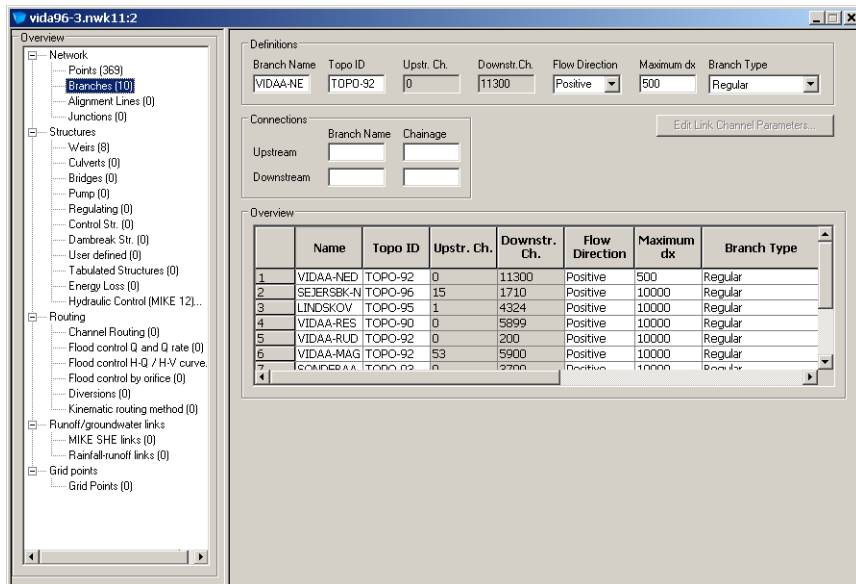 vida96-3.nwk11:2
Overview
Network
Points (369)
Branches (10)
Alignment Lines (0)
Junctions (0)
Structures
Weirs (8)
Culverts (0)
Bridges (0)
Pump (0)
Regulating (0)
Control Str. (0)
Dambreak Str. (0)
User defined (0)
Tabulated Structures (0)
Energy Loss (0)
Hydraulic Control (MIKE 12)...
Routing
Channel Routing (0)
Flood control Q and Q rate (0)
Flood control H-Q / H-V curve.
Flood control by orifice (0)
Diversions (0)
Kinematic routing method (0)
Runoff/groundwater links
MIKE SHE links (0)
Rainfall-runoff links (0)
Grid points
Grid Points (0)
Definitions
Branch Name Topo ID Upstr. Ch. Downstr.Ch. Flow Direction Maximum dx Branch Type
VIDAA-NE TOPO-92 0 11300 Positive 500 Regular
Connections
Branch Name Chainage
Upstream
Downstream
Edit Link Channel Parameters...
Overview
Name Topo ID Upstr. Ch. Downstr. Ch. Flow Direction Maximum dx Branch Type
1 VIDAA-NED TOPO-92 0 11300 Positive 500 Regular
2 SEJERSBK-N TOPO-96 15 1710 Positive 10000 Regular
3 LINDSKOV TOPO-95 1 4324 Positive 10000 Regular
4 VIDAA-RES TOPO-90 0 5899 Positive 10000 Regular
5 VIDAA-RUD TOPO-92 0 200 Positive 10000 Regular
6 VIDAA-MAG TOPO-92 53 5900 Positive 10000 Regular
7 SONDERAA TOPO-93 0 3700 Positive 10000 Regular